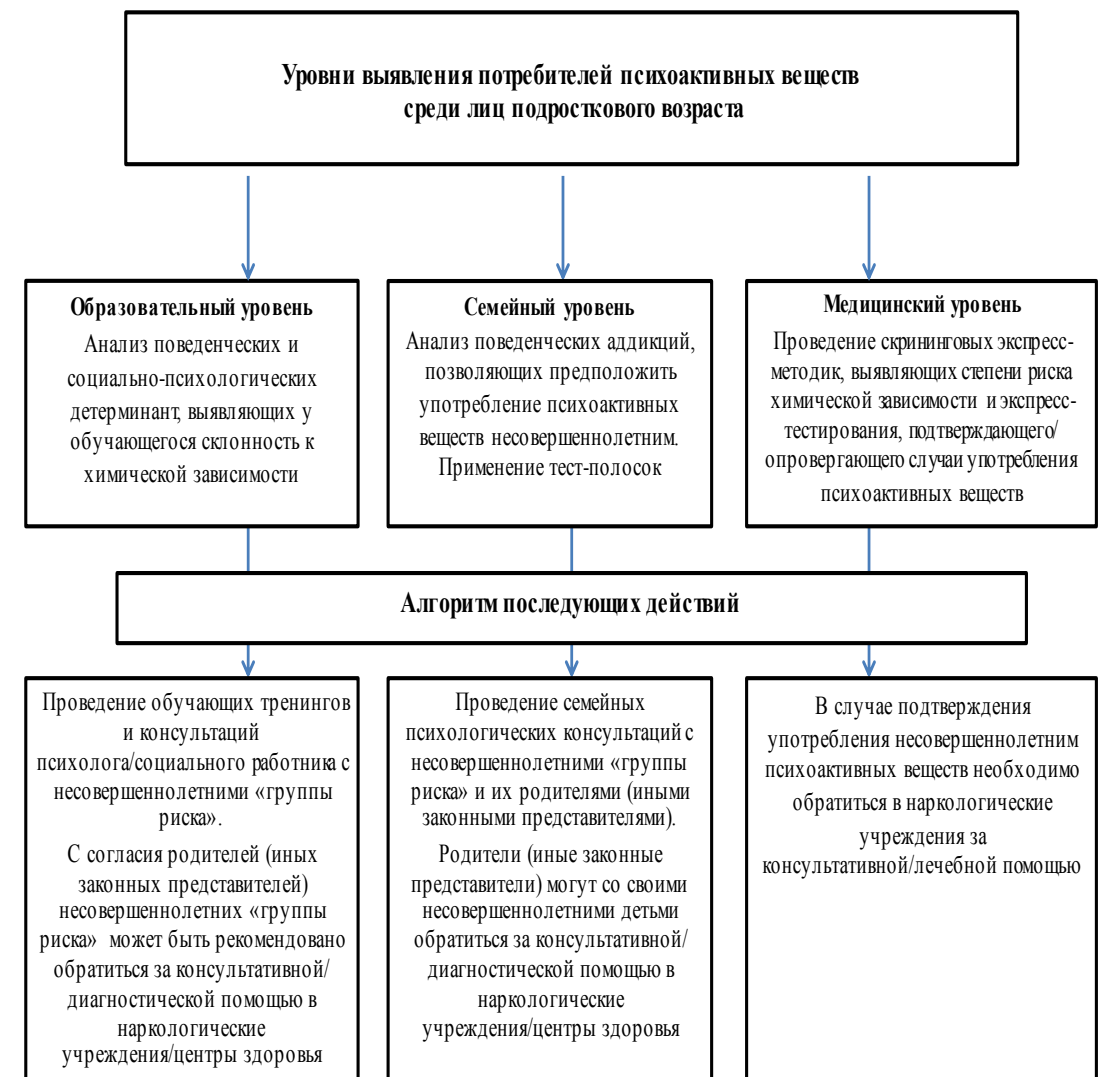 Уровни выявления потребителей психоактивных веществ
среди лиц подросткового возраста
Образовательный уровень
Анализ поведенческих и
социально-психологических
детерминант, выявляющих у
обучающегося склонность к
химической зависимости
Семейный уровень
Анализ поведенческих аддикций,
позволяющих предположить
употребление психоактивных
веществ несовершеннолетним.
Применение тест-полосок
Медицинский уровень
Проведение скрининговых экспресс-
методик, выявляющих степени риска
химической зависимости и экспресс-
тестирования, подтверждающего/
опровергающего случаи употребления
психоактивных веществ
Алгоритм последующих действий
Проведение обучающих тренингов
и консультаций
психолога/социального работника с
несовершеннолетними «группы
риска».
С согласия родителей (иных
законных представителей)
несовершеннолетних «группы
риска» может быть рекомендовано
обратиться за консультативной/
диагностической помощью в
наркологические
учреждения/центры здоровья
Проведение семейных
психологических консультаций с
несовершеннолетними «группы
риска» и их родителями (иными
законными представителями).
Родители (иные законные
представители) могут со своими
несовершеннолетними детьми
обратиться за консультативной/
диагностической помощью в
наркологические
учреждения/центры здоровья
В случае подтверждения
употребления несовершеннолетним
психоактивных веществ необходимо
обратиться в наркологические
учреждения за
консультативной/лечебной помощью